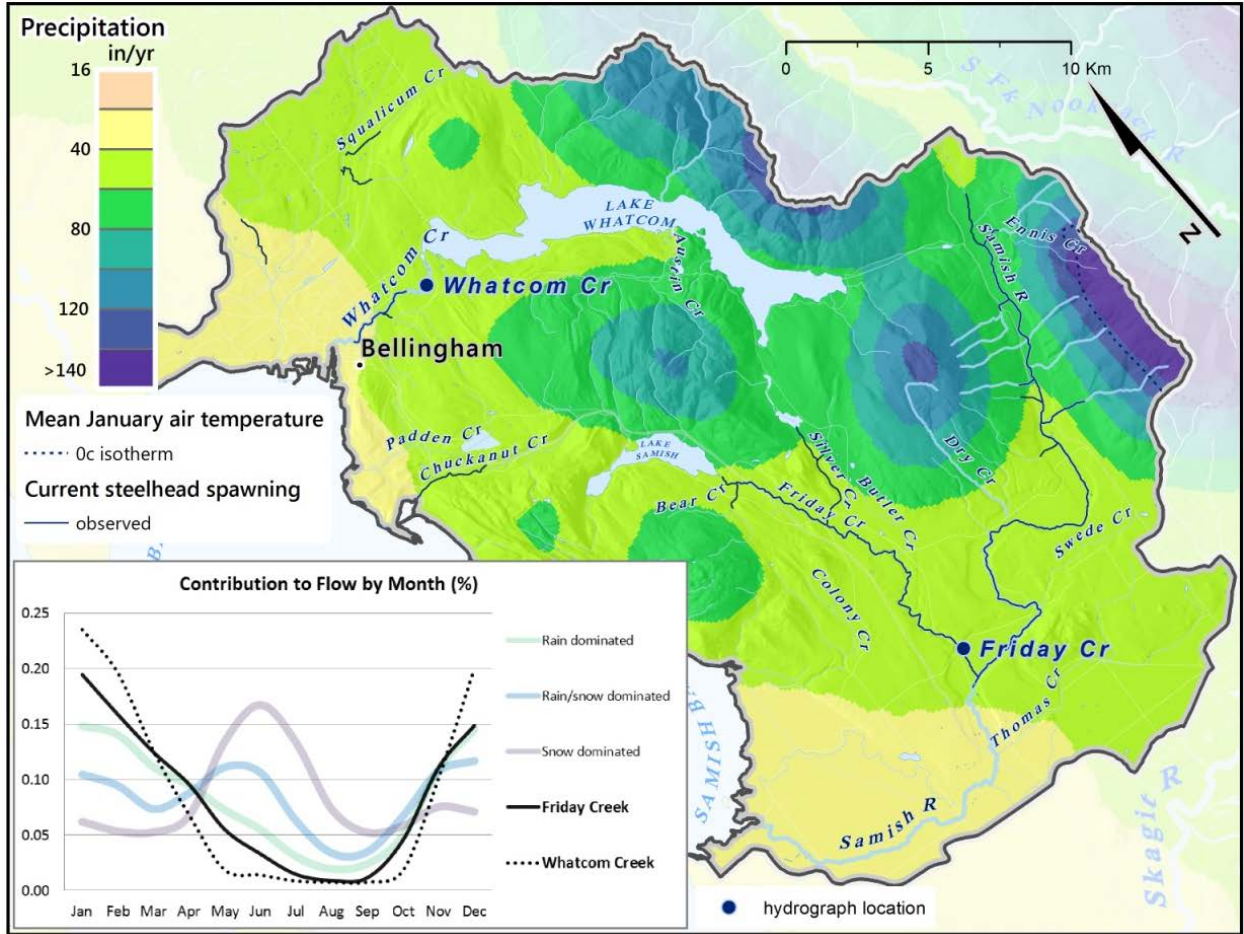 Precipitation
in/yr
16
40
80
120
>140
Mean January air temperature
0c isotherm
Current steelhead spawning
observed
0
5
10 Km
N
S Fk Nooksack R
Squalicum Cr
LAKE
WHATCOM
Whatcom Cr
Whatcom Cr
Bellingham
Austin Cr
Samish R
Ennis Cr
Padden Cr
Chuckanut Cr
LAKE
SAMISH
Silver Cr
Butler Cr
Dry Cr
Bear Cr
Friday Cr
Swede Cr
Colony Cr
Friday Cr
Thomas Cr
Samish R
Skagit R
hydrograph location
Contribution to Flow by Month (%)
0.25
0.20
0.15
0.10
0.05
0.00
Jan Feb Mar Apr May Jun Jul Aug Sep Oct Nov Dec
Rain dominated
Rain/snow dominated
Snow dominated
Friday Creek
Whatcom Creek